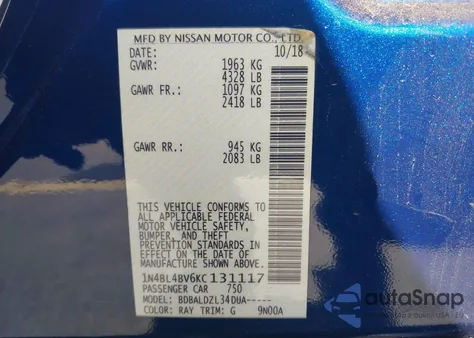 MFD BY NISSAN MOTOR CO., LTD.
DATE: 10/18
GVWR: 1963 KG
4328 LB
GAWR FR: 1097 KG
2418 LB
GAWR RR.: 945 KG
2083 LB
THIS VEHICLE CONFORMS TO
ALL APPLICABLE FEDERAL
MOTOR VEHICLE SAFETY,
BUMPER, AND THEFT
PREVENTION STANDARDS IN
EFFECT ON THE DATE OF
MANUFACTURE SHOWN ABOVE.
1N4BL4BV6KC131117
PASSENGER CAR 750
MODEL: BDBALDZL34DUA-----
COLOR: RAY TRIM: G 9N00A
autoSnap
www.autosnap.pro